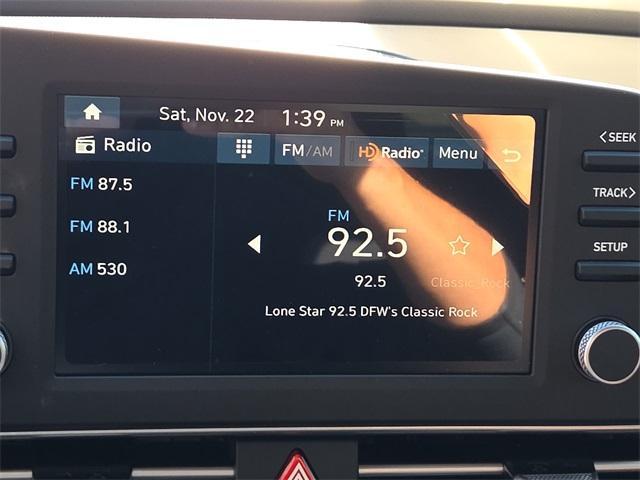 Sat, Nov. 22 1:39 PM
Radio FM/AM HD Radio™ Menu
FM 87.5
FM 88.1
AM 530
FM
92.5
92.5 Classic Rock
Lone Star 92.5 DFW's Classic Rock
<SEEK
TRACK>
SETUP